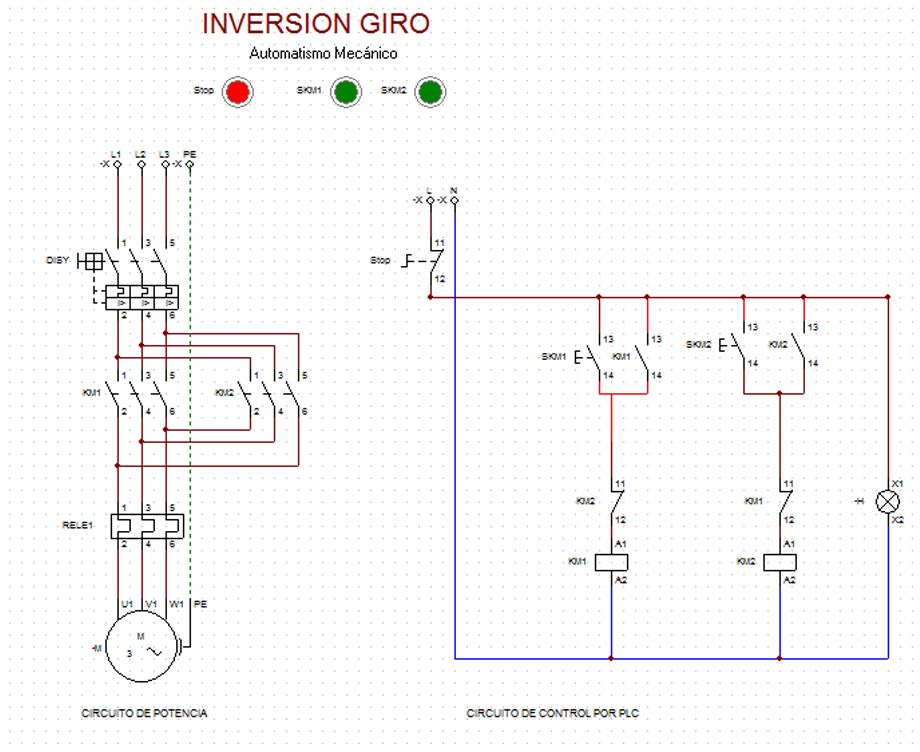 INVERSION GIRO
Automatismo Mecánico
Stop SKM1 SKM2
L1 L2 L3 PE
-X -X
L N
-X -X
1 3 5
DISY
I> I> I>
2 4 6
11
Stop
12
13 13 13 13
SKM1 KM1 SKM2 KM2
14 14 14 14
1 3 5 1 3 5
KM1 KM2
2 4 6 2 4 6
11 11 X1
KM2 KM1 -H
12 12 X2
1 3 5
RELE1
2 4 6
A1 A1
KM1 KM2
A2 A2
U1 V1 W1 PE
M
-M
3
CIRCUITO DE POTENCIA CIRCUITO DE CONTROL POR PLC